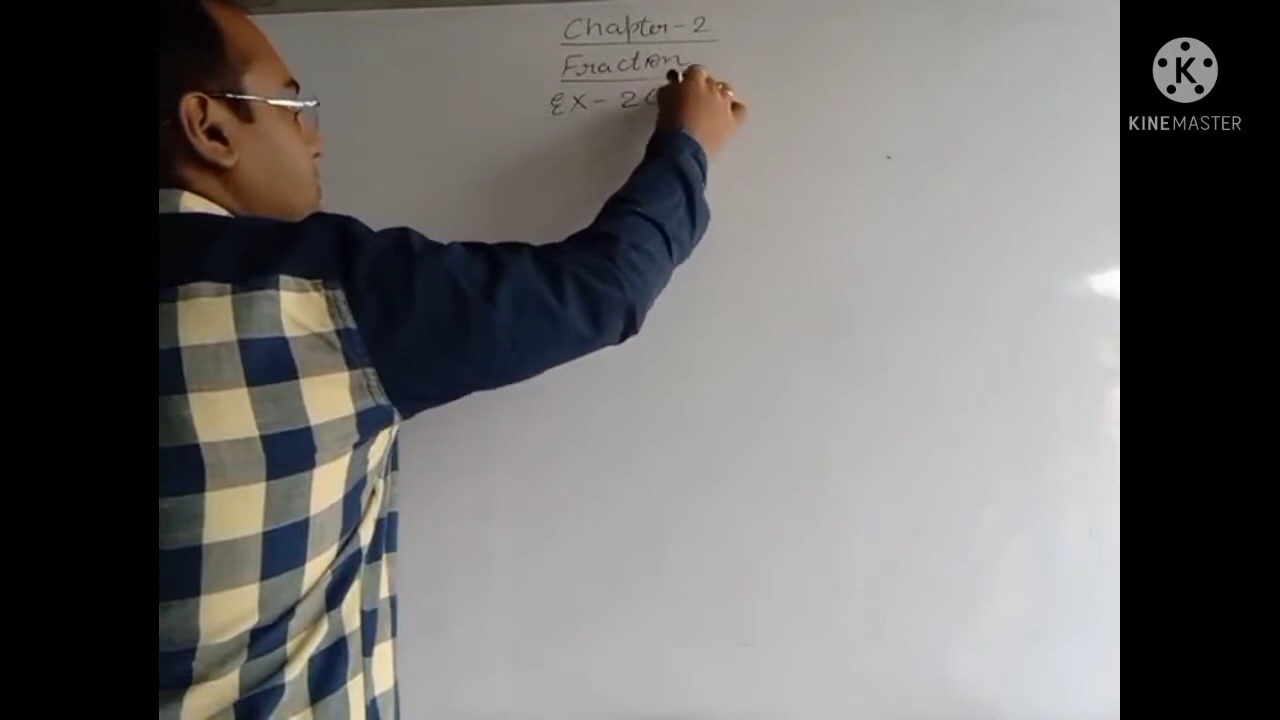 Chapter - 2
Fraction
Ex - 2
K
KINEMASTER